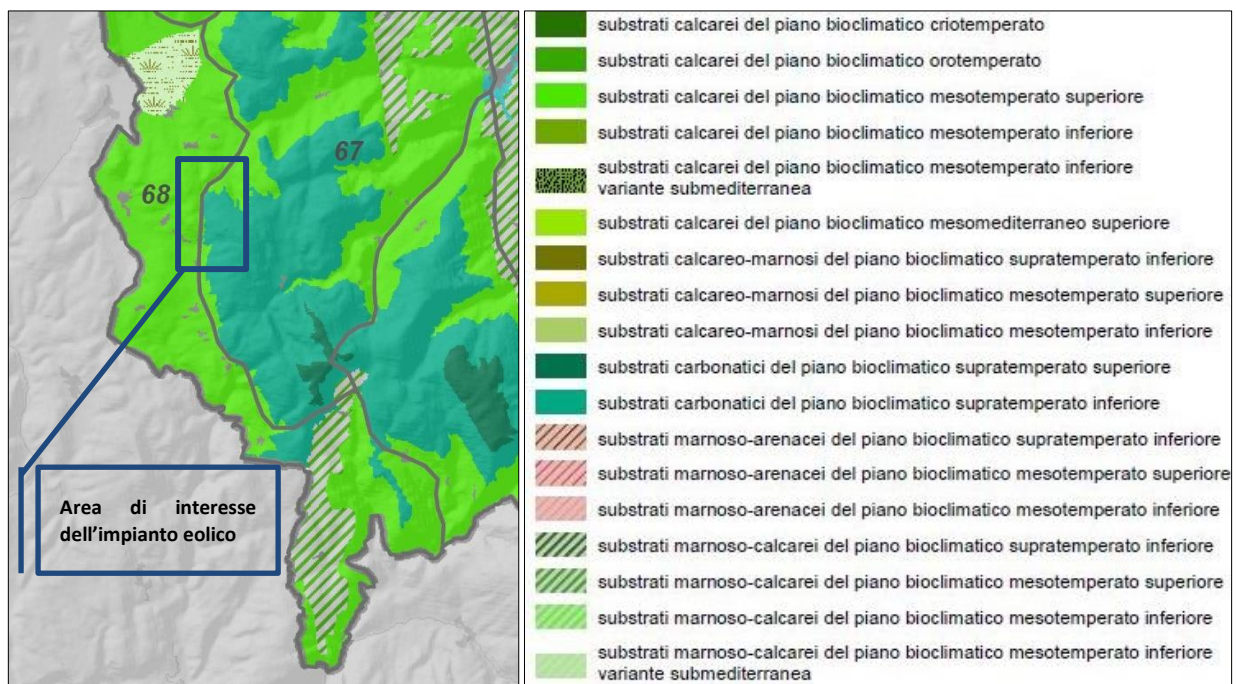 67
68
Area di interesse
dell'impianto eolico
substrati calcarei del piano bioclimatico criotemperato
substrati calcarei del piano bioclimatico orotemperato
substrati calcarei del piano bioclimatico mesotemperato superiore
substrati calcarei del piano bioclimatico mesotemperato inferiore
substrati calcarei del piano bioclimatico mesotemperato inferiore
variante submediterranea
substrati calcarei del piano bioclimatico mesomediterraneo superiore
substrati calcareo-marnosi del piano bioclimatico supratemperato inferiore
substrati calcareo-marnosi del piano bioclimatico mesotemperato superiore
substrati calcareo-marnosi del piano bioclimatico mesotemperato inferiore
substrati carbonatici del piano bioclimatico supratemperato superiore
substrati carbonatici del piano bioclimatico supratemperato inferiore
substrati marnoso-arenacei del piano bioclimatico supratemperato inferiore
substrati marnoso-arenacei del piano bioclimatico mesotemperato superiore
substrati marnoso-arenacei del piano bioclimatico mesotemperato inferiore
substrati marnoso-calcarei del piano bioclimatico supratemperato inferiore
substrati marnoso-calcarei del piano bioclimatico mesotemperato superiore
substrati marnoso-calcarei del piano bioclimatico mesotemperato inferiore
substrati marnoso-calcarei del piano bioclimatico mesotemperato inferiore
variante submediterranea